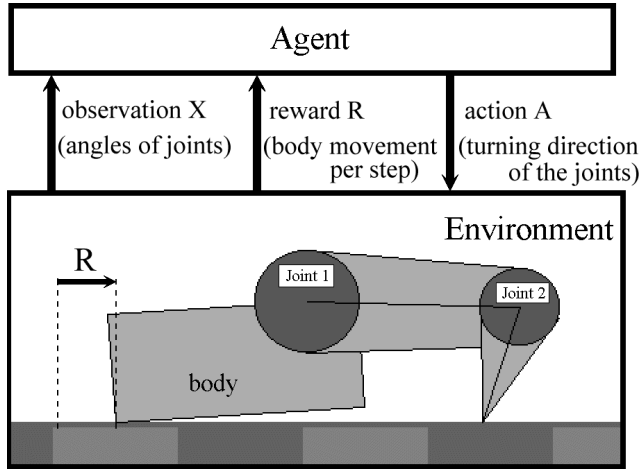 Agent
observation X
(angles of joints)
reward R
(body movement
per step)
action A
(turning direction
of the joints)
Environment
R
Joint 1
Joint 2
body